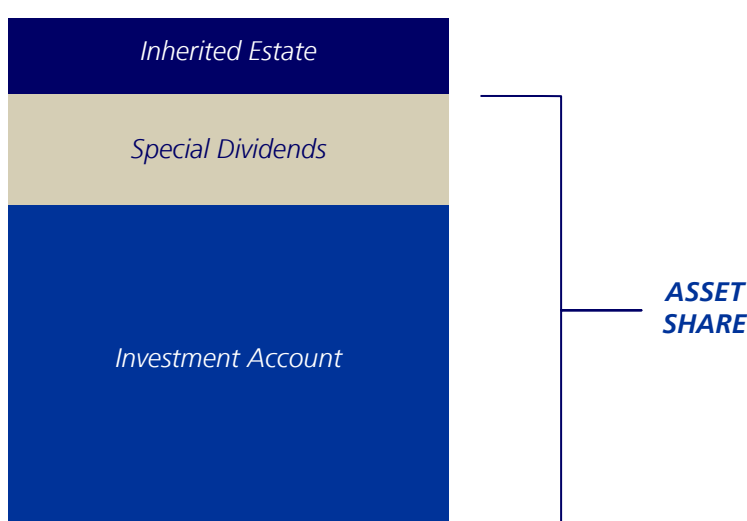 Inherited Estate
Special Dividends
Investment Account
ASSET
SHARE